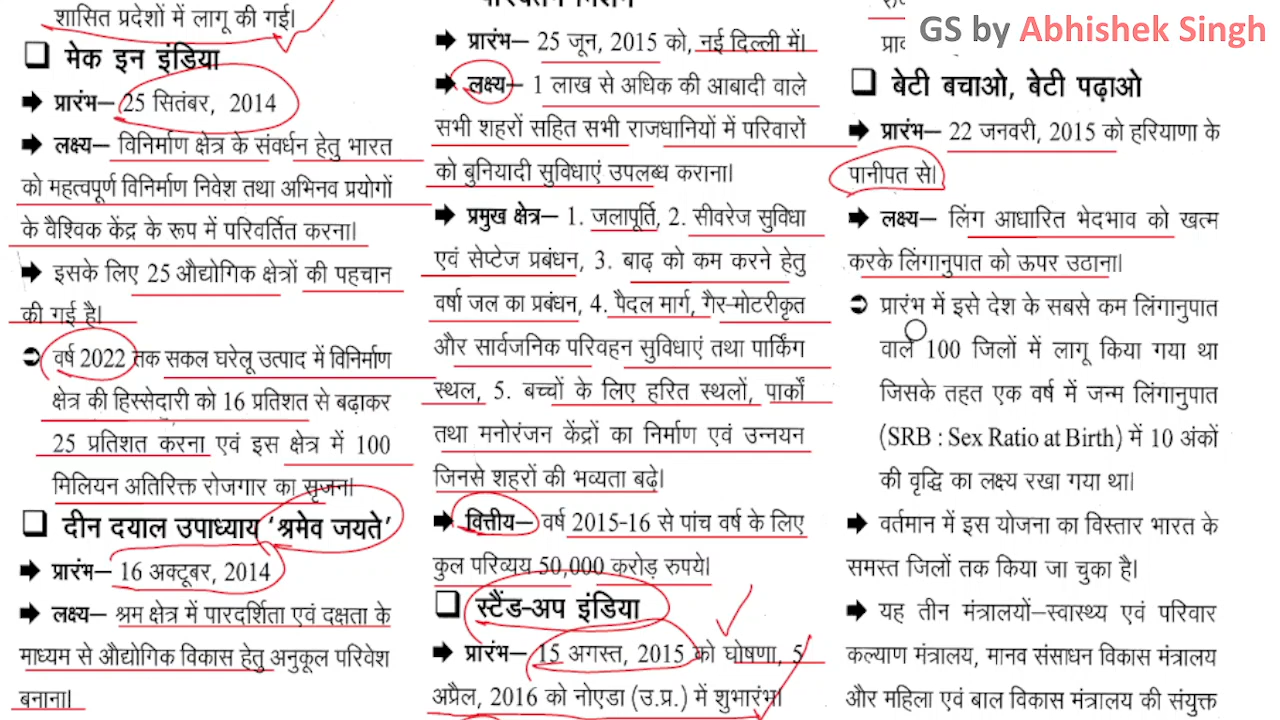 शासित प्रदेशों में लागू की गई।
❑ मेक इन इंडिया
➡ प्रारंभ– 25 सितंबर, 2014
➡ लक्ष्य– विनिर्माण क्षेत्र के संवर्धन हेतु भारत
को महत्वपूर्ण विनिर्माण निवेश तथा अभिनव प्रयोगों
के वैश्विक केंद्र के रूप में परिवर्तित करना।
➡ इसके लिए 25 औद्योगिक क्षेत्रों की पहचान
की गई है।
➲ वर्ष 2022 तक सकल घरेलू उत्पाद में विनिर्माण
क्षेत्र की हिस्सेदारी को 16 प्रतिशत से बढ़ाकर
25 प्रतिशत करना एवं इस क्षेत्र में 100
मिलियन अतिरिक्त रोजगार का सृजन।
❑ दीन दयाल उपाध्याय ‘श्रमेव जयते’
➡ प्रारंभ– 16 अक्टूबर, 2014
➡ लक्ष्य– श्रम क्षेत्र में पारदर्शिता एवं दक्षता के
माध्यम से औद्योगिक विकास हेतु अनुकूल परिवेश
बनाना।
➡ प्रारंभ– 25 जून, 2015 को, नई दिल्ली में।
➡ लक्ष्य– 1 लाख से अधिक की आबादी वाले
सभी शहरों सहित सभी राजधानियों में परिवारों
को बुनियादी सुविधाएं उपलब्ध कराना।
➡ प्रमुख क्षेत्र– 1. जलापूर्ति, 2. सीवरेज सुविधा
एवं सेप्टेज प्रबंधन, 3. बाढ़ को कम करने हेतु
वर्षा जल का प्रबंधन, 4. पैदल मार्ग, गैर-मोटरीकृत
और सार्वजनिक परिवहन सुविधाएं तथा पार्किंग
स्थल, 5. बच्चों के लिए हरित स्थलों, पार्कों
तथा मनोरंजन केंद्रों का निर्माण एवं उन्नयन
जिनसे शहरों की भव्यता बढ़े।
➡ वित्तीय– वर्ष 2015-16 से पांच वर्ष के लिए
कुल परिव्यय 50,000 करोड़ रुपये।
❑ स्टैंड-अप इंडिया
➡ प्रारंभ– 15 अगस्त, 2015 को घोषणा, 5
अप्रैल, 2016 को नोएडा (उ.प्र.) में शुभारंभ।
GS by Abhishek Singh
❑ बेटी बचाओ, बेटी पढ़ाओ
➡ प्रारंभ– 22 जनवरी, 2015 को हरियाणा के
पानीपत से।
➡ लक्ष्य– लिंग आधारित भेदभाव को खत्म
करके लिंगानुपात को ऊपर उठाना।
➲ प्रारंभ में इसे देश के सबसे कम लिंगानुपात
वाले 100 जिलों में लागू किया गया था
जिसके तहत एक वर्ष में जन्म लिंगानुपात
(SRB : Sex Ratio at Birth) में 10 अंकों
की वृद्धि का लक्ष्य रखा गया था।
➡ वर्तमान में इस योजना का विस्तार भारत के
समस्त जिलों तक किया जा चुका है।
➡ यह तीन मंत्रालयों–स्वास्थ्य एवं परिवार
कल्याण मंत्रालय, मानव संसाधन विकास मंत्रालय
और महिला एवं बाल विकास मंत्रालय की संयुक्त